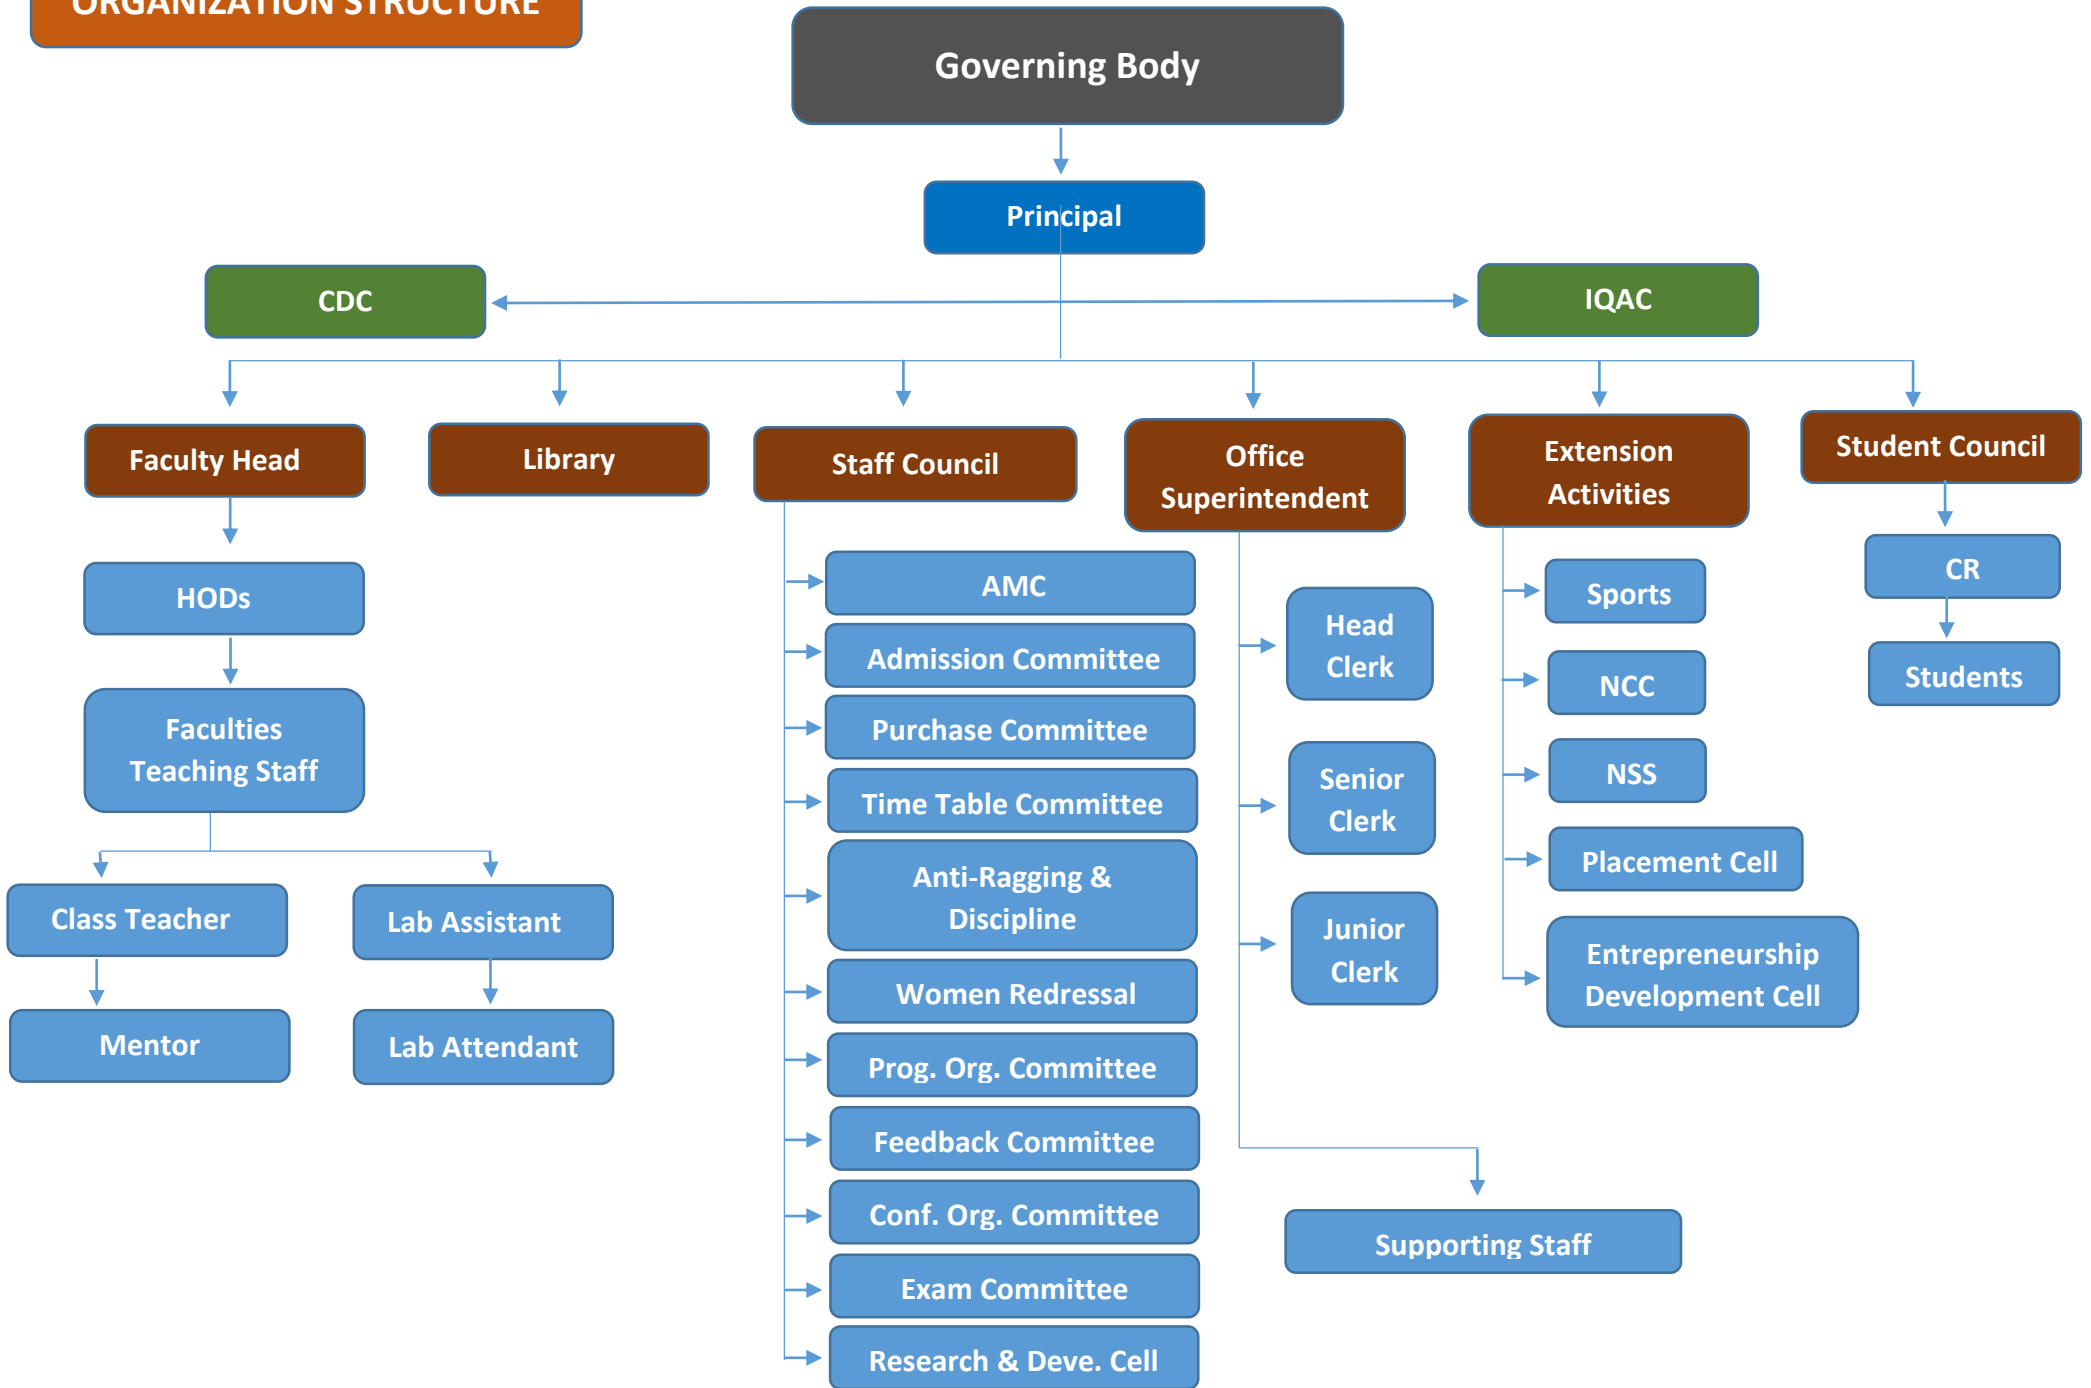 ORGANIZATION STRUCTURE
Governing Body
Principal
CDC
IQAC
Faculty Head
Library
Staff Council
Office
Superintendent
Extension
Activities
Student Council
HODs
Faculties
Teaching Staff
Class Teacher
Lab Assistant
Mentor
Lab Attendant
AMC
Admission Committee
Purchase Committee
Time Table Committee
Anti-Ragging &
Discipline
Women Redressal
Prog. Org. Committee
Feedback Committee
Conf. Org. Committee
Exam Committee
Research & Deve. Cell
Head
Clerk
Senior
Clerk
Junior
Clerk
Supporting Staff
Sports
NCC
NSS
Placement Cell
Entrepreneurship
Development Cell
CR
Students